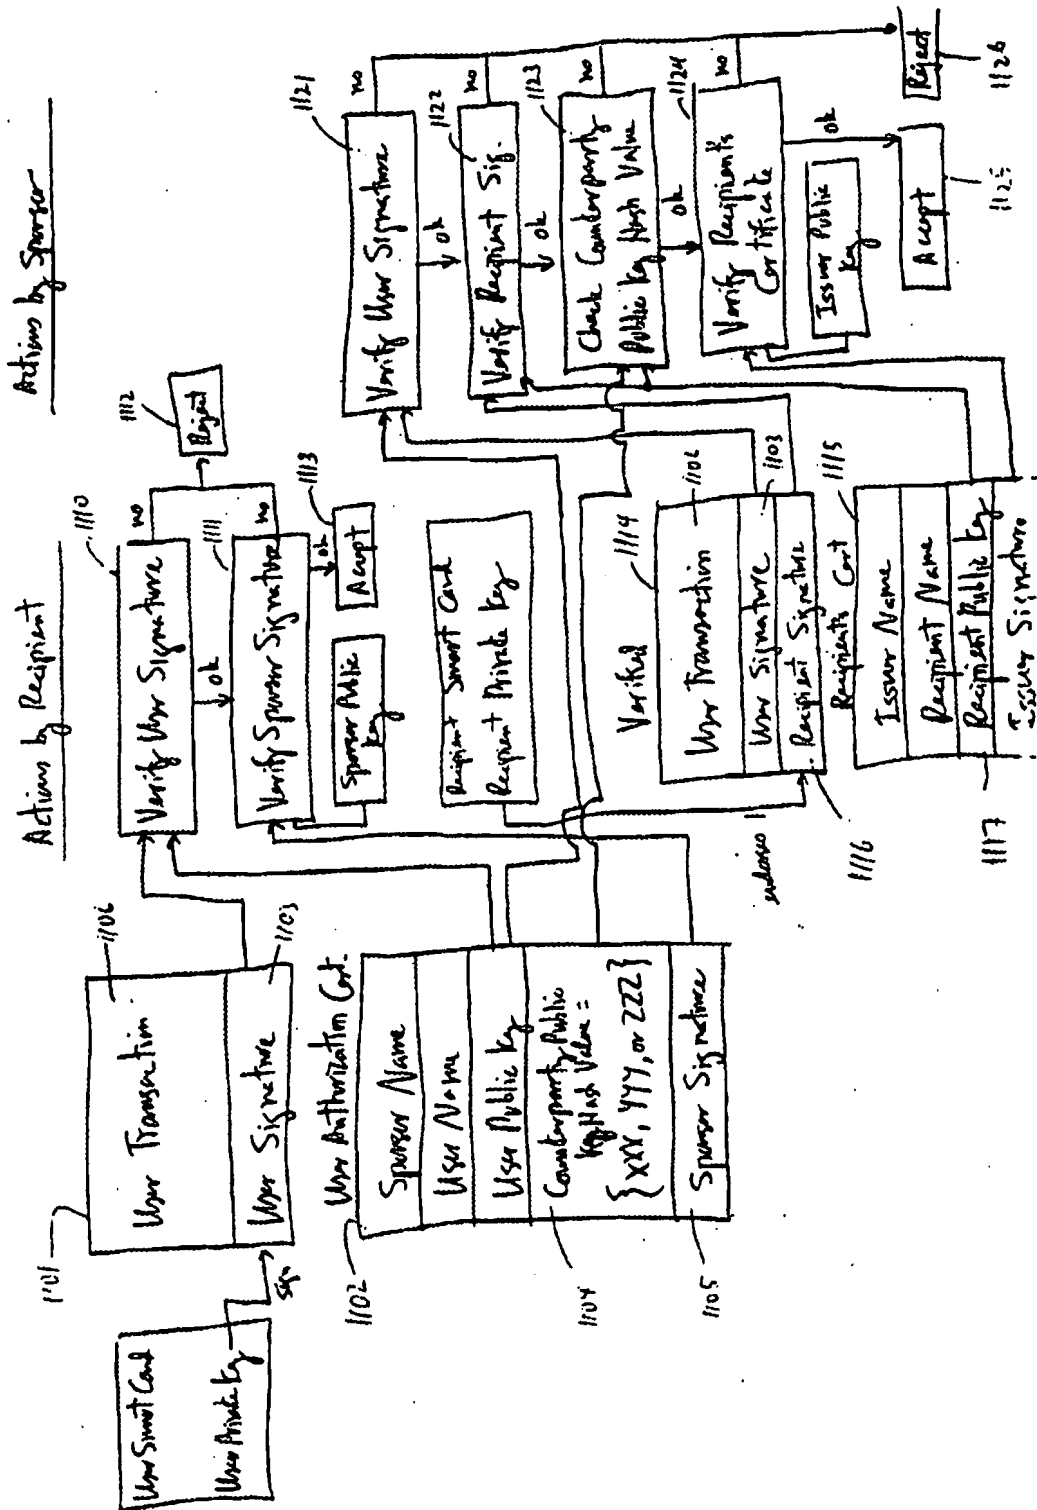 User Smart Card
User Private Key
sign
1101
User Transaction
1106
User Signature
1103
1102
User Authorization Cert.
Sponsor Name
User Name
User Public Key
Counterparty Public
Key Hash Value =
{XXX, YYY, or ZZZ}
1104
Sponsor Signature
1105
Actions by Recipient
1110
Verify User Signature
no
ok
1111
Verify Sponsor Signature
no
ok
1112
Reject
Sponsor Public
Key
1113
Accept
Recipient Smart Card
Recipient Private Key
Verified
1114
User Transaction
1106
User Signature
1103
Recipient Signature
1116
Recipient's Cert
1115
Issuer Name
Recipient Name
Recipient Public Key
1117
Issuer Signature
Actions by Sponsor
1121
Verify User Signature
no
ok
1122
Verify Recipient Sig.
no
ok
1123
Check Counterparty
Public Key Hash Value
no
ok
1124
Verify Recipient's
Certificate
no
ok
Issuer Public
Key
Accept
1125
Reject
1126